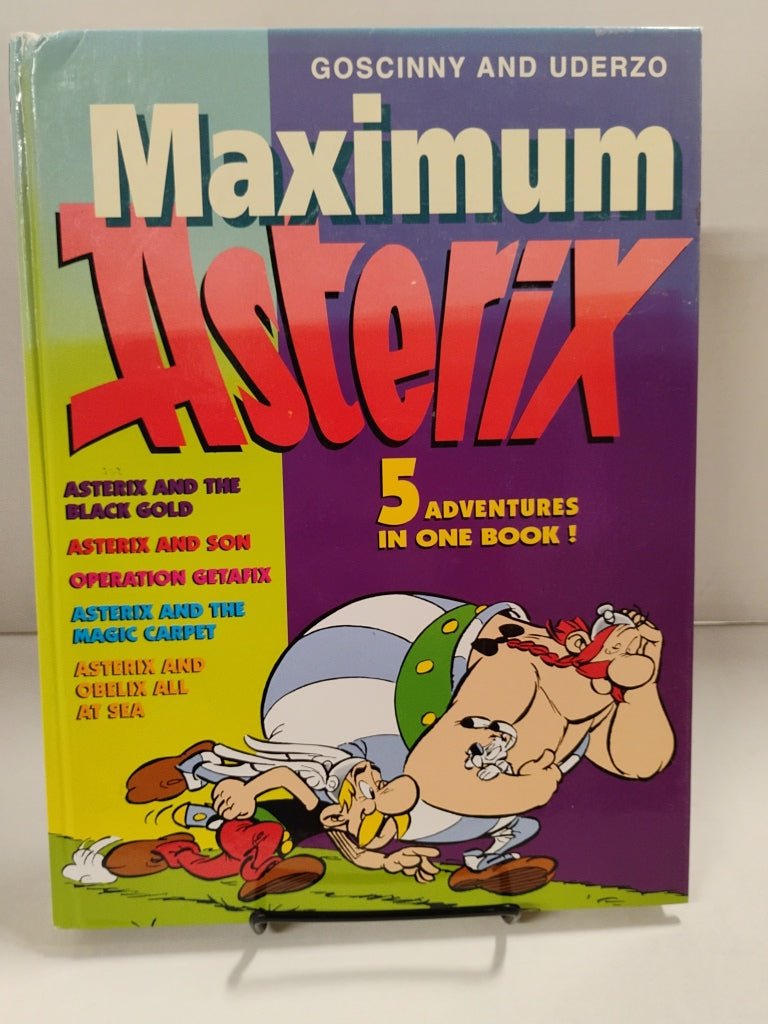 GOSCINNY AND UDERZO
Maximum
Asterix
5 ADVENTURES
IN ONE BOOK !
ASTERIX AND THE
BLACK GOLD
ASTERIX AND SON
OPERATION GETAFIX
ASTERIX AND THE
MAGIC CARPET
ASTERIX AND
OBELIX ALL
AT SEA